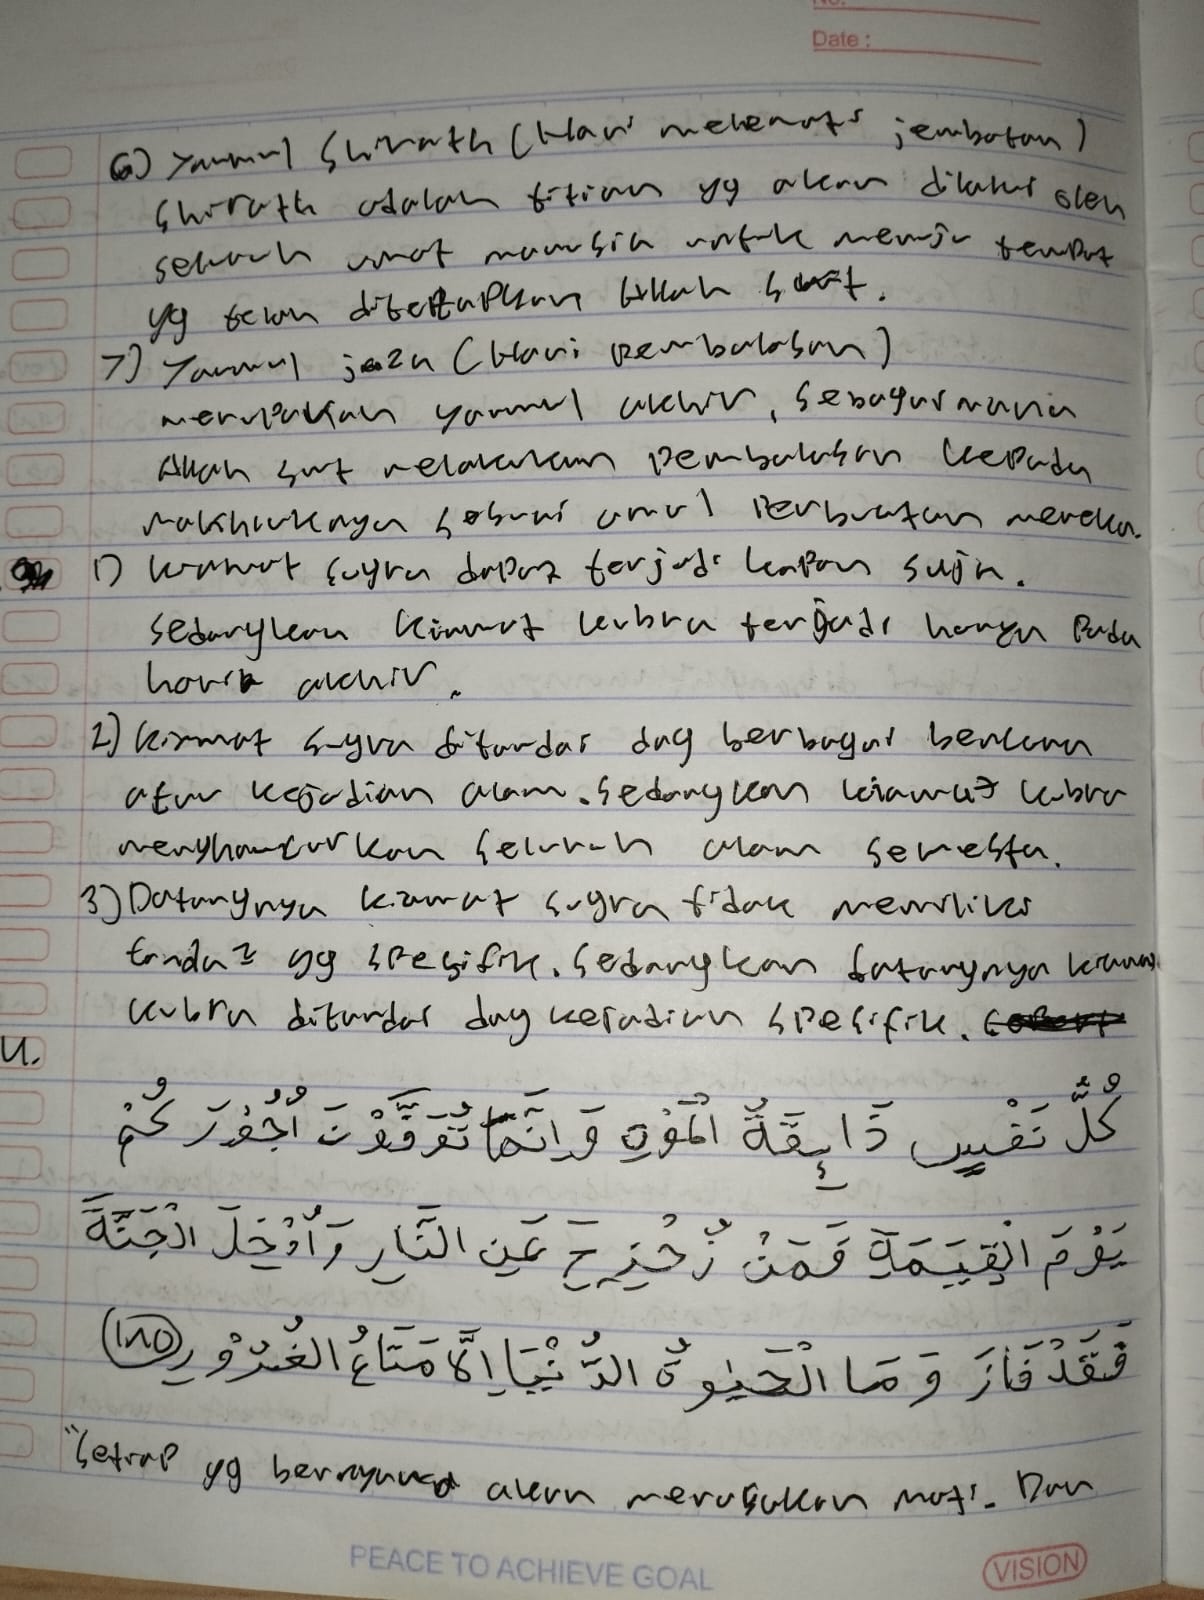 No.
Date :
6) Yaumul Shirath (Hari melewati jembatan)
Shirath adalah titian yg akan dilalui oleh
seluruh umat manusia untuk menuju tempat
yg telah ditetapkan Allah swt.
7) Yaumul jaza (Hari pembalasan)
merupakan yaumul akhir, sebagaimana
Allah swt melakukan pembalasan kepada
makhluknya sesuai amal perbuatan mereka.
1) kiamat sugra dapat terjadi kapan saja.
Sedangkan kiamat kubra terjadi hanya pada
hari akhir.
2) kiamat sugra ditandai dng berbagai bencana
atau kejadian alam. Sedangkan kiamat kubra
menghancurkan seluruh alam semesta.
3) Datangnya kiamat sugra tidak memiliki
tanda² yg spesifik. Sedangkan datangnya kiamat
kubra ditandai dng kejadian spesifik.
4.
كُلُّ نَفْسٍ ذَايِٕقَةُ الْمَوْتِ وَاِنَّمَا تُوَفَّوْنَ اُجُوْرَكُمْ
يَوْمَ الْقِيٰمَةِ فَمَنْ زُحْزِحَ عَنِ النَّارِ وَاُدْخِلَ الْجَنَّةَ
فَقَدْ فَازَ وَمَا الْحَيٰوةُ الدُّنْيَا اِلَّا مَتَاعُ الْغُرُوْرِ (١٨٥)
"Setiap yg bernyawa akan merasakan mati. Dan
PEACE TO ACHIEVE GOAL
VISION